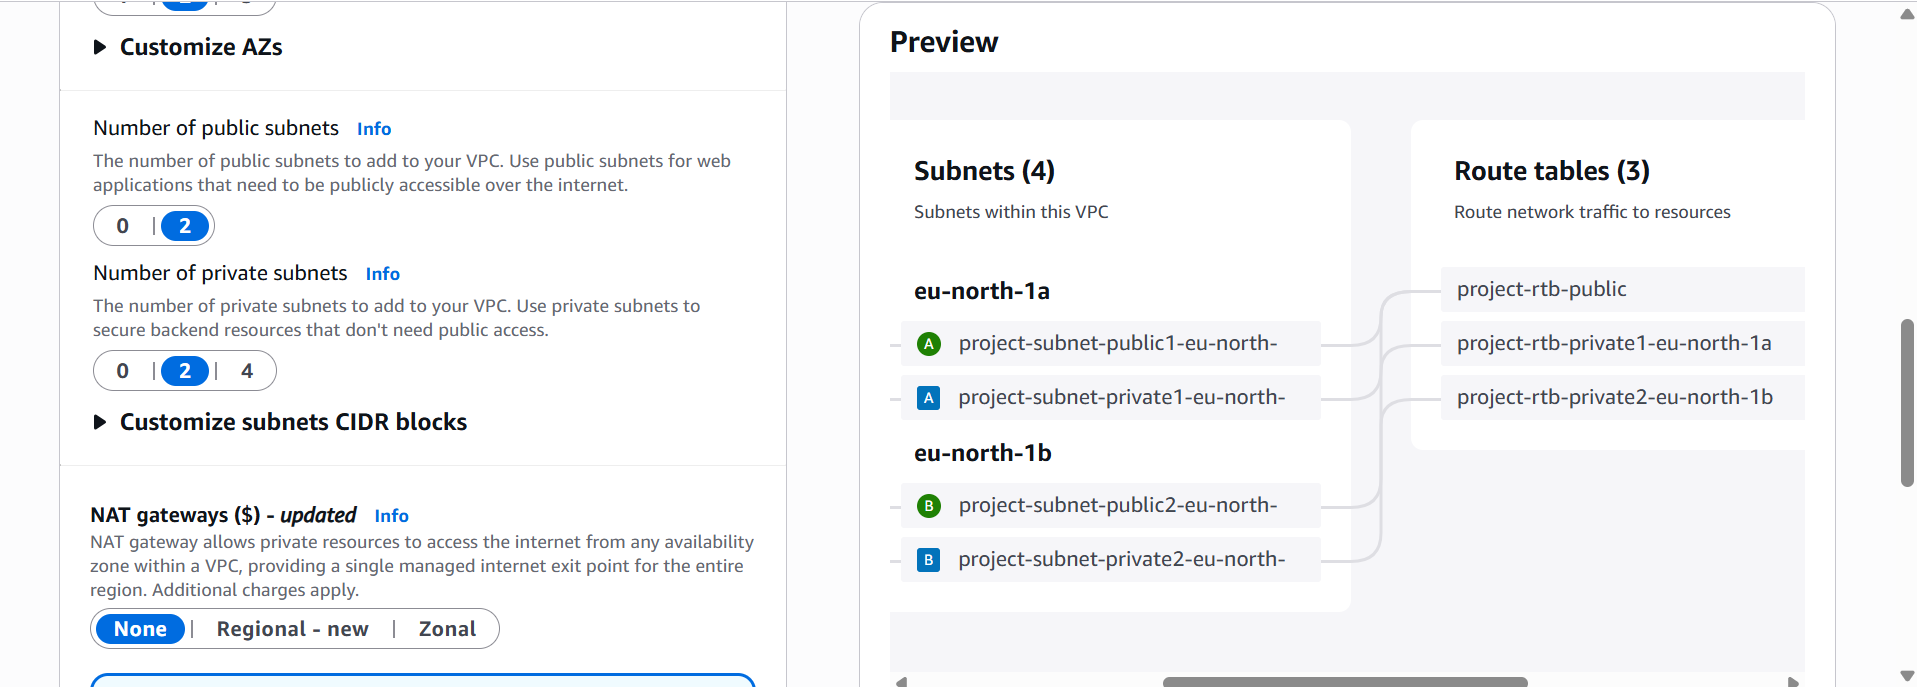 Customize AZs
Number of public subnets Info
The number of public subnets to add to your VPC. Use public subnets for web
applications that need to be publicly accessible over the internet.
0 | 2
Number of private subnets Info
The number of private subnets to add to your VPC. Use private subnets to
secure backend resources that don't need public access.
0 | 2 | 4
Customize subnets CIDR blocks
NAT gateways ($) - updated Info
NAT gateway allows private resources to access the internet from any availability
zone within a VPC, providing a single managed internet exit point for the entire
region. Additional charges apply.
None | Regional - new | Zonal
Preview
Subnets (4)
Subnets within this VPC
eu-north-1a
A project-subnet-public1-eu-north-
A project-subnet-private1-eu-north-
eu-north-1b
B project-subnet-public2-eu-north-
B project-subnet-private2-eu-north-
Route tables (3)
Route network traffic to resources
project-rtb-public
project-rtb-private1-eu-north-1a
project-rtb-private2-eu-north-1b